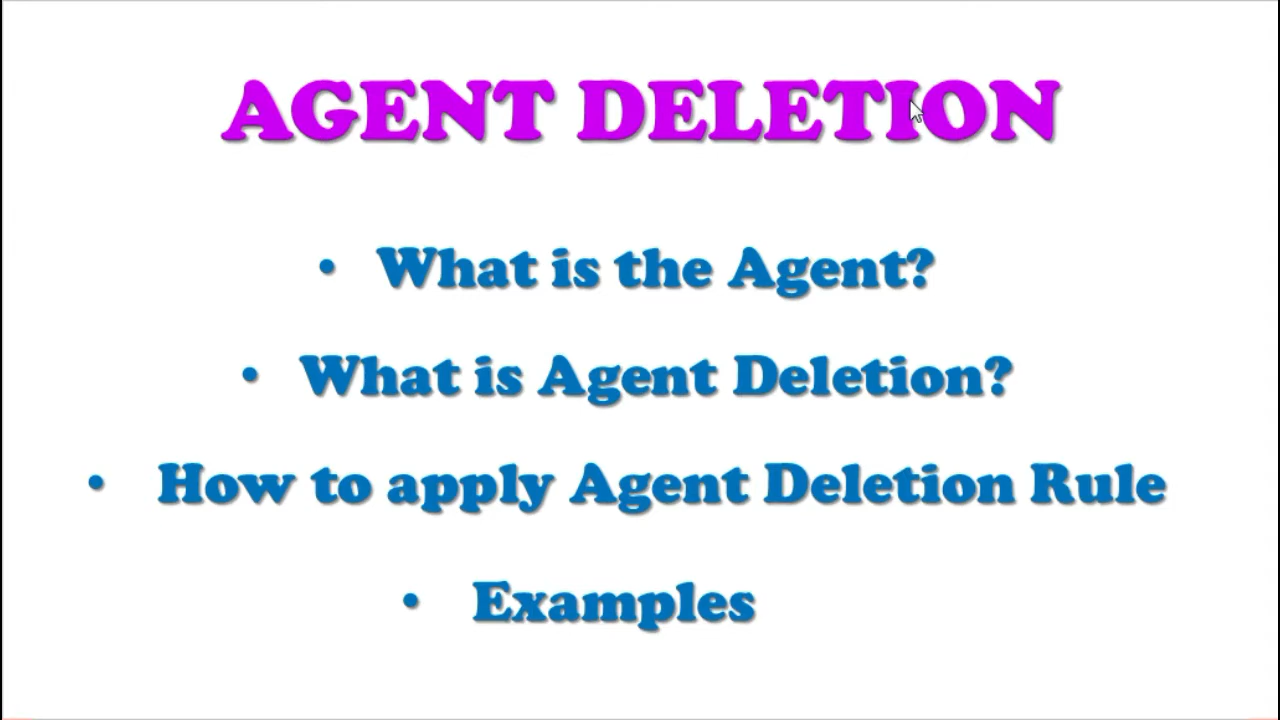 AGENT DELETION
• What is the Agent?
• What is Agent Deletion?
• How to apply Agent Deletion Rule
• Examples